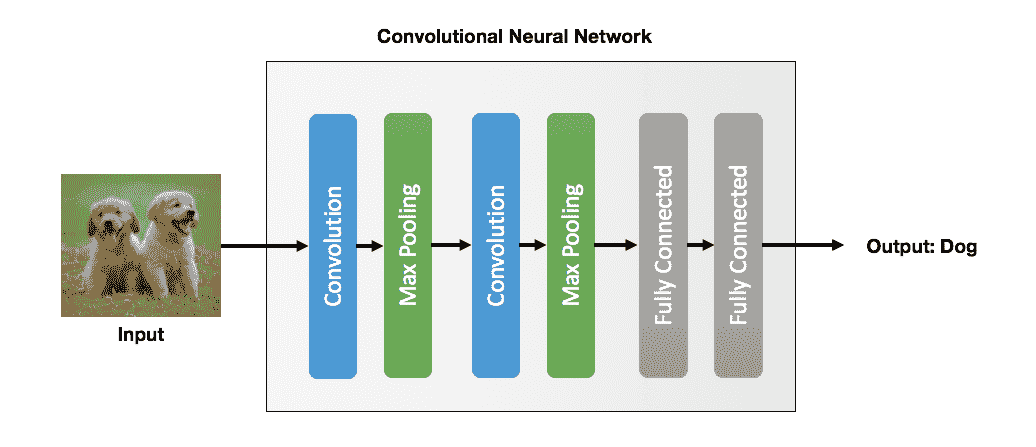 Convolutional Neural Network
Convolution
Max Pooling
Convolution
Max Pooling
Fully Connected
Fully Connected
Output: Dog
Input